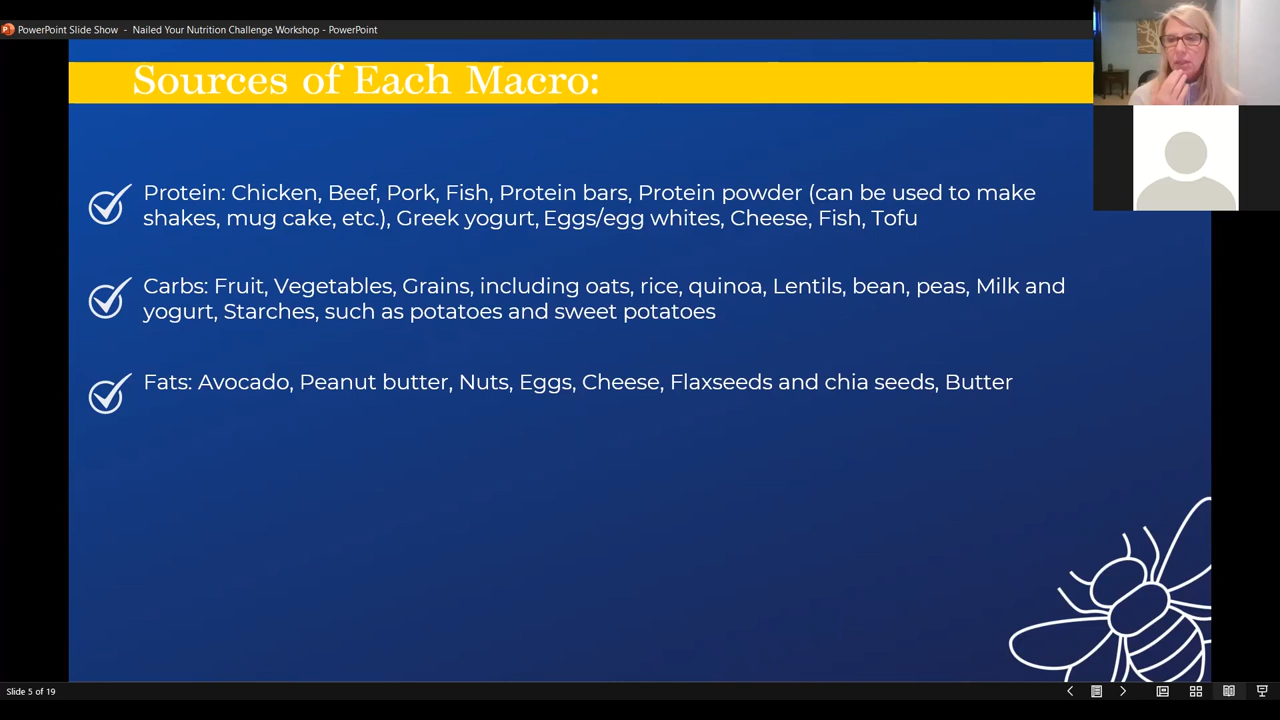 PowerPoint Slide Show - Nailed Your Nutrition Challenge Workshop - PowerPoint
Sources of Each Macro:
Protein: Chicken, Beef, Pork, Fish, Protein bars, Protein powder (can be used to make
shakes, mug cake, etc.), Greek yogurt, Eggs/egg whites, Cheese, Fish, Tofu
Carbs: Fruit, Vegetables, Grains, including oats, rice, quinoa, Lentils, bean, peas, Milk and
yogurt, Starches, such as potatoes and sweet potatoes
Fats: Avocado, Peanut butter, Nuts, Eggs, Cheese, Flaxseeds and chia seeds, Butter
Slide 5 of 19